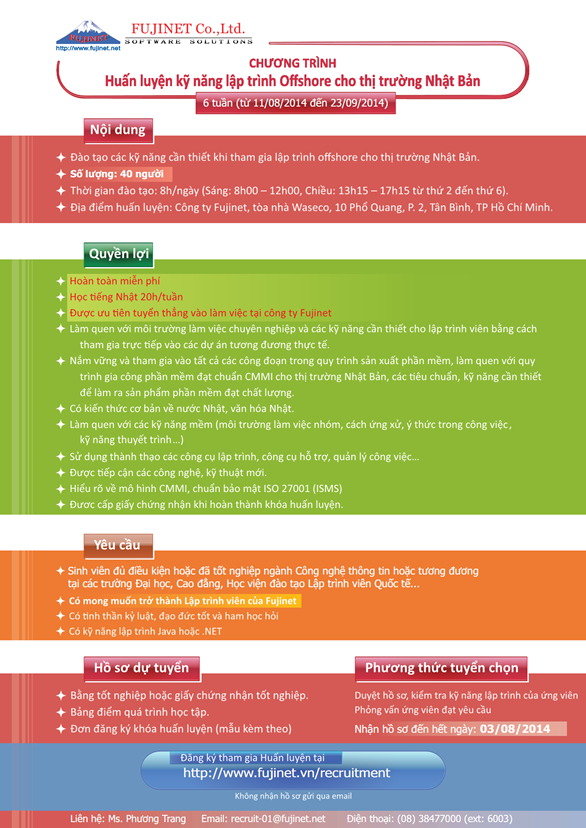 FUJINET Co.,Ltd.
SOFTWARE SOLUTIONS
FUJINET
http://www.fujinet.net
CHƯƠNG TRÌNH
Huấn luyện kỹ năng lập trình Offshore cho thị trường Nhật Bản
6 tuần (từ 11/08/2014 đến 23/09/2014)
Nội dung
Đào tạo các kỹ năng cần thiết khi tham gia lập trình offshore cho thị trường Nhật Bản.
Số lượng: 40 người
Thời gian đào tạo: 8h/ngày (Sáng: 8h00 – 12h00, Chiều: 13h15 – 17h15 từ thứ 2 đến thứ 6).
Địa điểm huấn luyện: Công ty Fujinet, tòa nhà Waseco, 10 Phổ Quang, P. 2, Tân Bình, TP Hồ Chí Minh.
Quyền lợi
Hoàn toàn miễn phí
Học tiếng Nhật 20h/tuần
Được ưu tiên tuyển thẳng vào làm việc tại công ty Fujinet
Làm quen với môi trường làm việc chuyên nghiệp và các kỹ năng cần thiết cho lập trình viên bằng cách
tham gia trực tiếp vào các dự án tương đương thực tế.
Nắm vững và tham gia vào tất cả các công đoạn trong quy trình sản xuất phần mềm, làm quen với quy
trình gia công phần mềm đạt chuẩn CMMI cho thị trường Nhật Bản, các tiêu chuẩn, kỹ năng cần thiết
để làm ra sản phẩm phần mềm đạt chất lượng.
Có kiến thức cơ bản về nước Nhật, văn hóa Nhật.
Làm quen với các kỹ năng mềm (môi trường làm việc nhóm, cách ứng xử, ý thức trong công việc,
kỹ năng thuyết trình...)
Sử dụng thành thạo các công cụ lập trình, công cụ hỗ trợ, quản lý công việc...
Được tiếp cận các công nghệ, kỹ thuật mới.
Hiểu rõ về mô hình CMMI, chuẩn bảo mật ISO 27001 (ISMS)
Đươc cấp giấy chứng nhận khi hoàn thành khóa huấn luyện.
Yêu cầu
Sinh viên đủ điều kiện hoặc đã tốt nghiệp ngành Công nghệ thông tin hoặc tương đương
tại các trường Đại học, Cao đẳng, Học viện đào tạo Lập trình viên Quốc tế...
Có mong muốn trở thành Lập trình viên của Fujinet
Có tinh thần kỷ luật, đạo đức tốt và ham học hỏi
Có kỹ năng lập trình Java hoặc .NET
Hồ sơ dự tuyển
Bằng tốt nghiệp hoặc giấy chứng nhận tốt nghiệp.
Bảng điểm quá trình học tập.
Đơn đăng ký khóa huấn luyện (mẫu kèm theo)
Phương thức tuyển chọn
Duyệt hồ sơ, kiểm tra kỹ năng lập trình của ứng viên
Phỏng vấn ứng viên đạt yêu cầu
Nhận hồ sơ đến hết ngày: 03/08/2014
Đăng ký tham gia Huấn luyện tại
http://www.fujinet.vn/recruitment
Không nhận hồ sơ gửi qua email
Liên hệ: Ms. Phương Trang Email: recruit-01@fujinet.net Điện thoại: (08) 38477000 (ext: 6003)